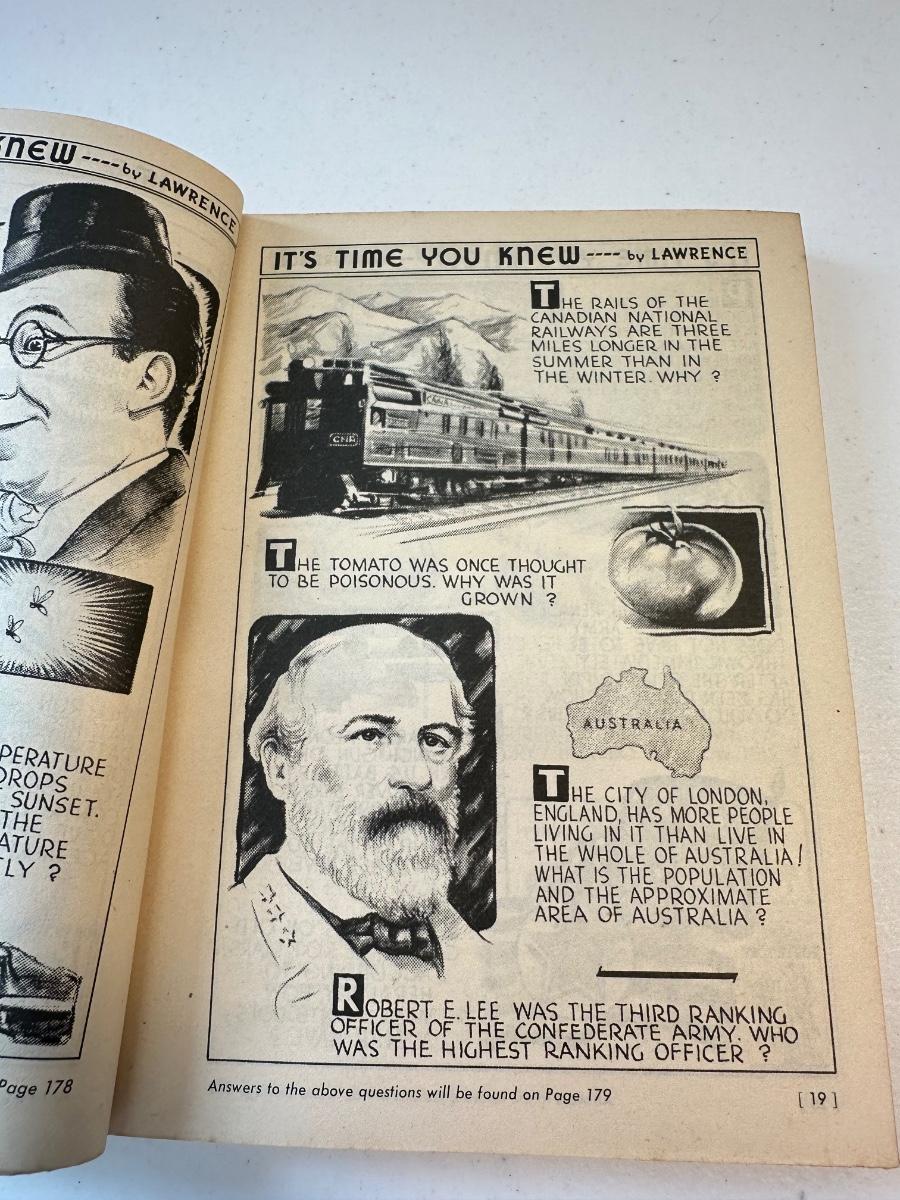 KNEW ---- by LAWRENCE
PERATURE
DROPS
SUNSET.
THE
ATURE
TLY ?
Page 178
IT'S TIME YOU KNEW ---- by LAWRENCE
THE RAILS OF THE
CANADIAN NATIONAL
RAILWAYS ARE THREE
MILES LONGER IN THE
SUMMER THAN IN
THE WINTER. WHY ?
CNR
THE TOMATO WAS ONCE THOUGHT
TO BE POISONOUS. WHY WAS IT
GROWN ?
AUSTRALIA
THE CITY OF LONDON,
ENGLAND, HAS MORE PEOPLE
LIVING IN IT THAN LIVE IN
THE WHOLE OF AUSTRALIA!
WHAT IS THE POPULATION
AND THE APPROXIMATE
AREA OF AUSTRALIA ?
ROBERT E. LEE WAS THE THIRD RANKING
OFFICER OF THE CONFEDERATE ARMY. WHO
WAS THE HIGHEST RANKING OFFICER ?
Answers to the above questions will be found on Page 179
[ 19 ]